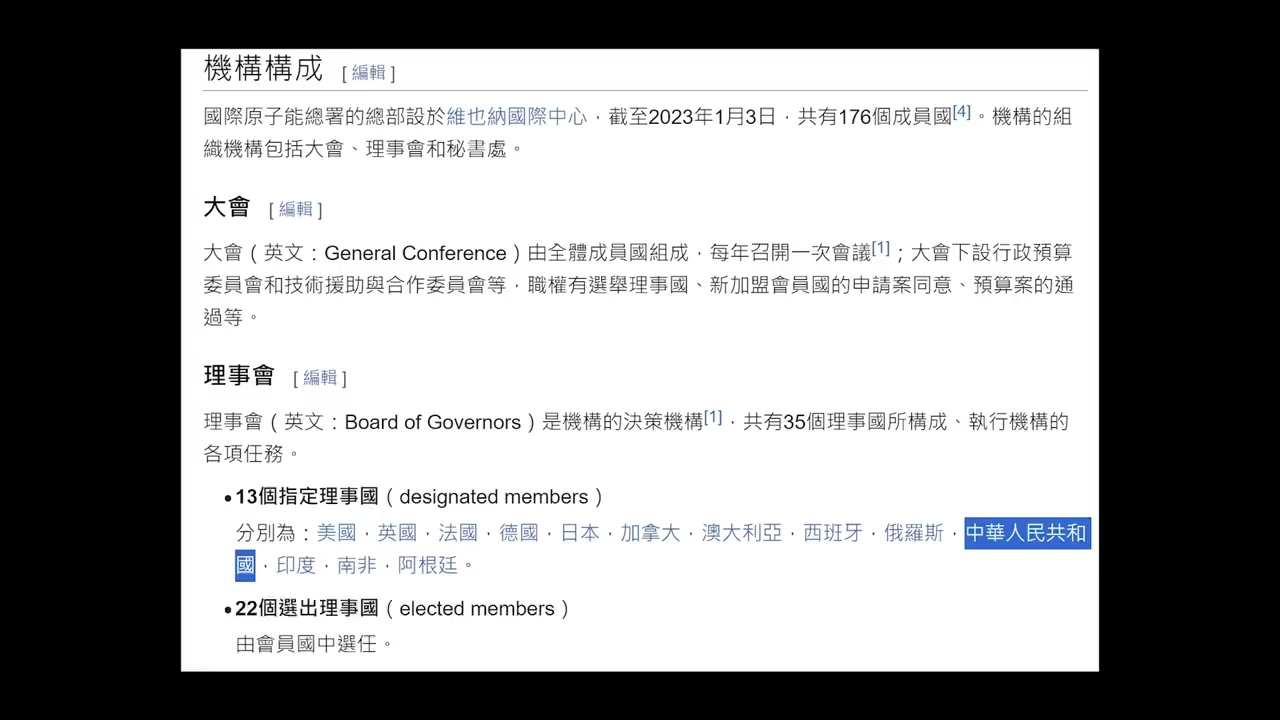 機構構成 [ 編輯 ]
國際原子能總署的總部設於維也納國際中心，截至2023年1月3日，共有176個成員國[4]。機構的組
織機構包括大會、理事會和秘書處。
大會 [ 編輯 ]
大會（英文：General Conference）由全體成員國組成，每年召開一次會議[1]；大會下設行政預算
委員會和技術援助與合作委員會等，職權有選舉理事國、新加盟會員國的申請案同意、預算案的通
過等。
理事會 [ 編輯 ]
理事會（英文：Board of Governors）是機構的決策機構[1]，共有35個理事國所構成、執行機構的
各項任務。
•13個指定理事國（designated members）
分別為：美國，英國，法國，德國，日本，加拿大，澳大利亞，西班牙，俄羅斯，中華人民共和
國，印度，南非，阿根廷。
•22個選出理事國（elected members）
由會員國中選任。